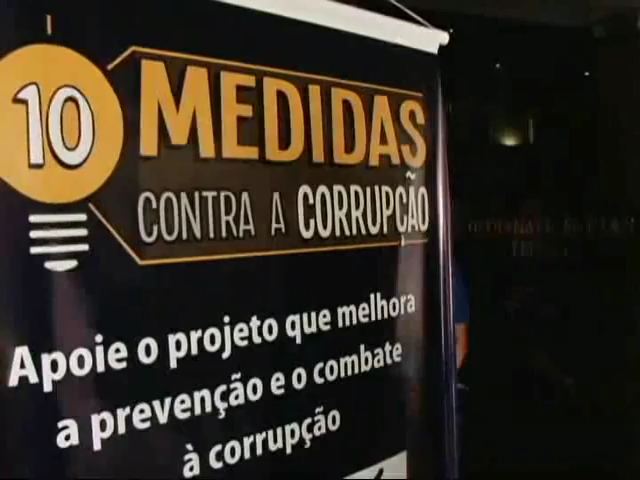 10 MEDIDAS
CONTRA A CORRUPÇÃO
Apoie o projeto que melhora
a prevenção e o combate
à corrupção